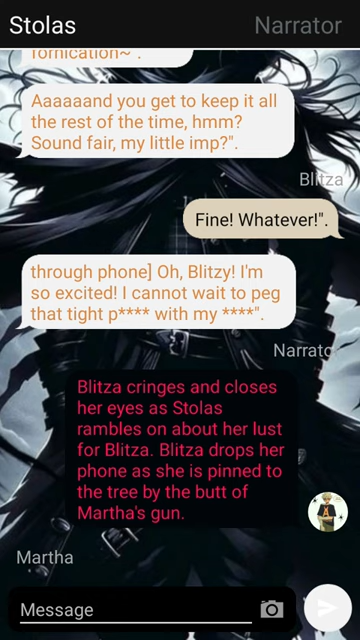 Stolas
Narrator
fornication~ ".
Aaaaaand you get to keep it all
the rest of the time, hmm?
Sound fair, my little imp?".
Blitza
Fine! Whatever!".
through phone] Oh, Blitzy! I'm
so excited! I cannot wait to peg
that tight p**** with my ****".
Narrator
Blitza cringes and closes
her eyes as Stolas
rambles on about her lust
for Blitza. Blitza drops her
phone as she is pinned to
the tree by the butt of
Martha's gun.
Martha
Message